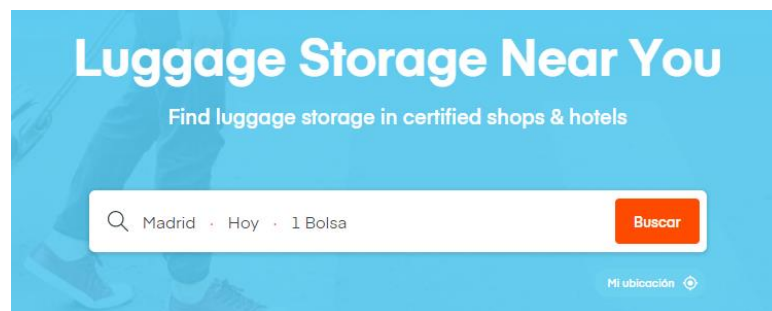 Luggage Storage Near You
Find luggage storage in certified shops & hotels
Madrid · Hoy · 1 Bolsa
Buscar
Mi ubicación